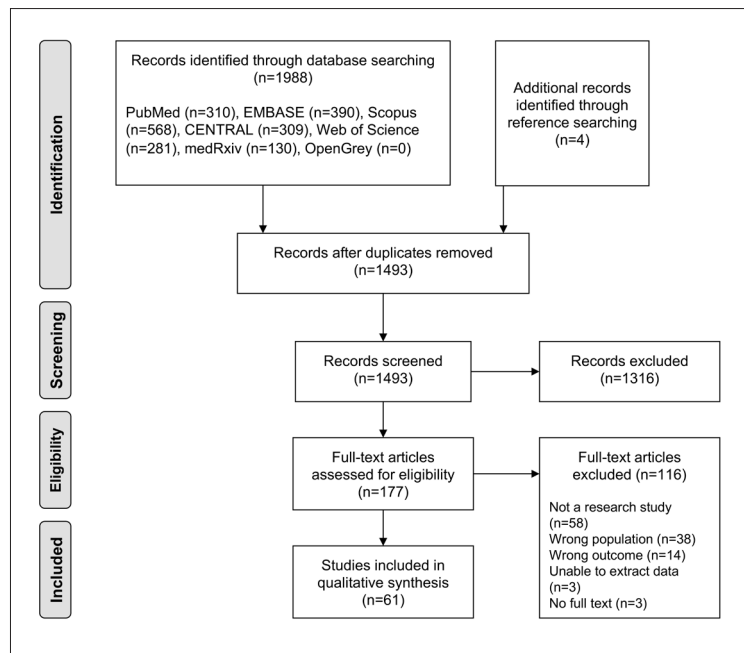 Identification
Records identified through database searching
(n=1988)
PubMed (n=310), EMBASE (n=390), Scopus
(n=568), CENTRAL (n=309), Web of Science
(n=281), medRxiv (n=130), OpenGrey (n=0)
Additional records
identified through
reference searching
(n=4)
Records after duplicates removed
(n=1493)
Screening
Records screened
(n=1493)
Records excluded
(n=1316)
Eligibility
Full-text articles
assessed for eligibility
(n=177)
Full-text articles
excluded (n=116)
Not a research study
(n=58)
Wrong population (n=38)
Wrong outcome (n=14)
Unable to extract data
(n=3)
No full text (n=3)
Included
Studies included in
qualitative synthesis
(n=61)